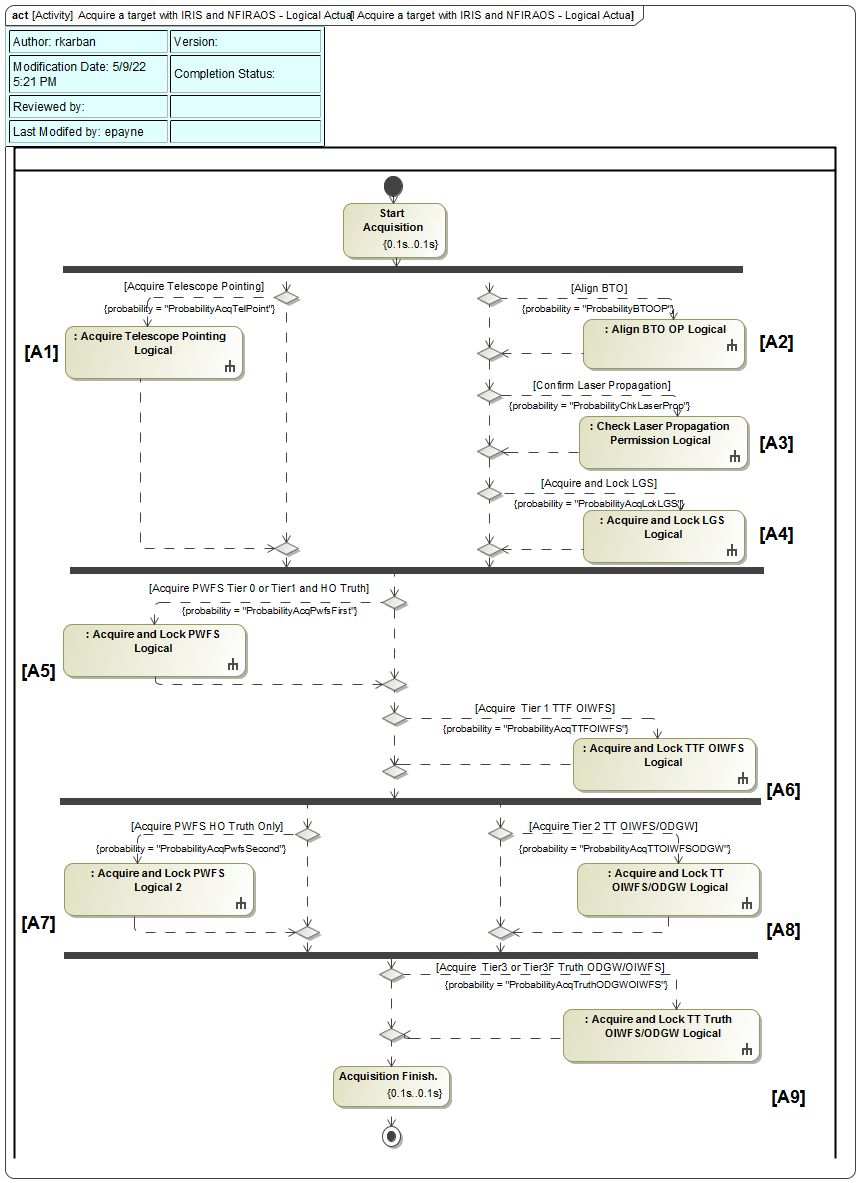 act [Activity] Acquire a target with IRIS and NFIRAOS - Logical Actual[ Acquire a target with IRIS and NFIRAOS - Logical Actua]
Author: rkarban
Version:
Modification Date: 5/9/22
5:21 PM
Completion Status:
Reviewed by:
Last Modifed by: epayne
Start
Acquisition
{0.1s..0.1s}
[Acquire Telescope Pointing]
{probability = "ProbabilityAcqTelPoint"}
[A1]
: Acquire Telescope Pointing
Logical
[Align BTO]
{probability = "ProbabilityBTOOP"}
: Align BTO OP Logical
[A2]
[Confirm Laser Propagation]
{probability = "ProbabilityChkLaserProp"}
: Check Laser Propagation
Permission Logical
[A3]
[Acquire and Lock LGS]
{probability = "ProbabilityAcqLckLGS"}
: Acquire and Lock LGS
Logical
[A4]
[Acquire PWFS Tier 0 or Tier1 and HO Truth]
{probability = "ProbabilityAcqPwfsFirst"}
: Acquire and Lock PWFS
Logical
[A5]
[Acquire  Tier 1 TTF OIWFS]
{probability = "ProbabilityAcqTTFOIWFS"}
: Acquire and Lock TTF OIWFS
Logical
[A6]
[Acquire PWFS HO Truth Only]
{probability = "ProbabilityAcqPwfsSecond"}
: Acquire and Lock PWFS
Logical 2
[A7]
[Acquire Tier 2 TT OIWFS/ODGW]
{probability = "ProbabilityAcqTTOIWFSODGW"}
: Acquire and Lock TT
OIWFS/ODGW Logical
[A8]
[Acquire  Tier3 or Tier3F Truth ODGW/OIWFS]
{probability = "ProbabilityAcqTruthODGWOIWFS"}
: Acquire and Lock TT Truth
OIWFS/ODGW Logical
Acquisition Finish.
{0.1s..0.1s}
[A9]